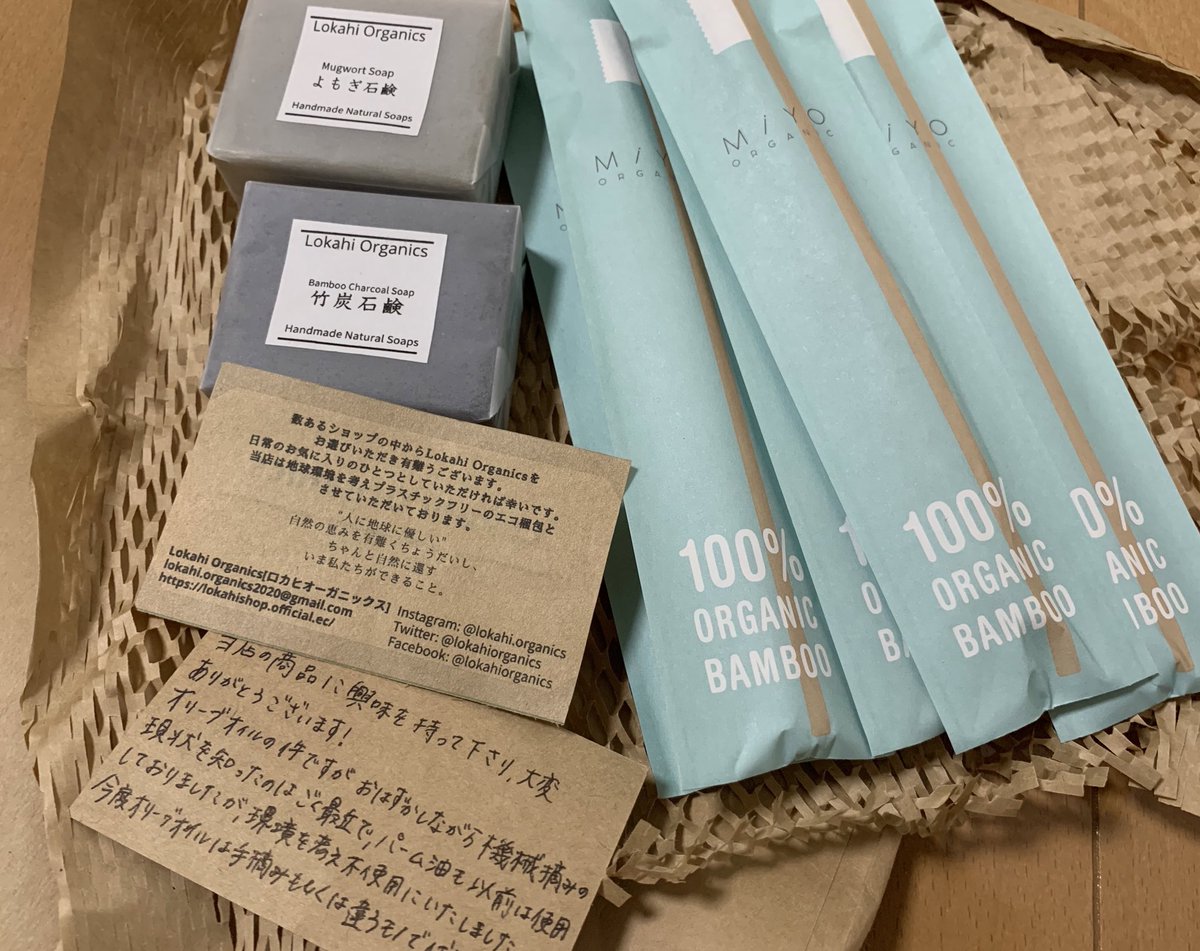 Lokahi Organics
Mugwort Soap
よもぎ石鹸
Handmade Natural Soaps
Lokahi Organics
Bamboo Charcoal Soap
竹炭石鹸
Handmade Natural Soaps
数あるショップの中からLokahi Organicsを
お選びいただき有難うございます。
日常のお気に入りのひとつとしていただければ幸いです。
当店は地球環境を考えプラスチックフリーのエコ梱包と
させていただいております。
"人に地球に優しい"
自然の恵みを有難くちょうだいし、
ちゃんと自然に還す
いま私たちができること。
Lokahi Organics[ロカヒオーガニックス]
lokahi.organics2020@gmail.com
https://lokahishop.official.ec/
Instagram: @lokahi.organics
Twitter: @lokahiorganics
Facebook: @lokahiorganics
店の商品に興味を持って下さり、大変
ありがとうございます!
オリーブオイルの件ですが おはずかしながら機械摘みの
現状を知ったのはごく最近で、パーム油も以前は使用
しておりましたが、環境を考え不使用にいたしました
今度オリーブオイルは手摘みもしくは違うモノで
MiYO
ORGANIC
100%
ORGANIC
BAMBOO
MiYO
ORGANIC
100%
ORGANIC
BAMBOO
iYO
GANIC
0%
ANIC
IBOO